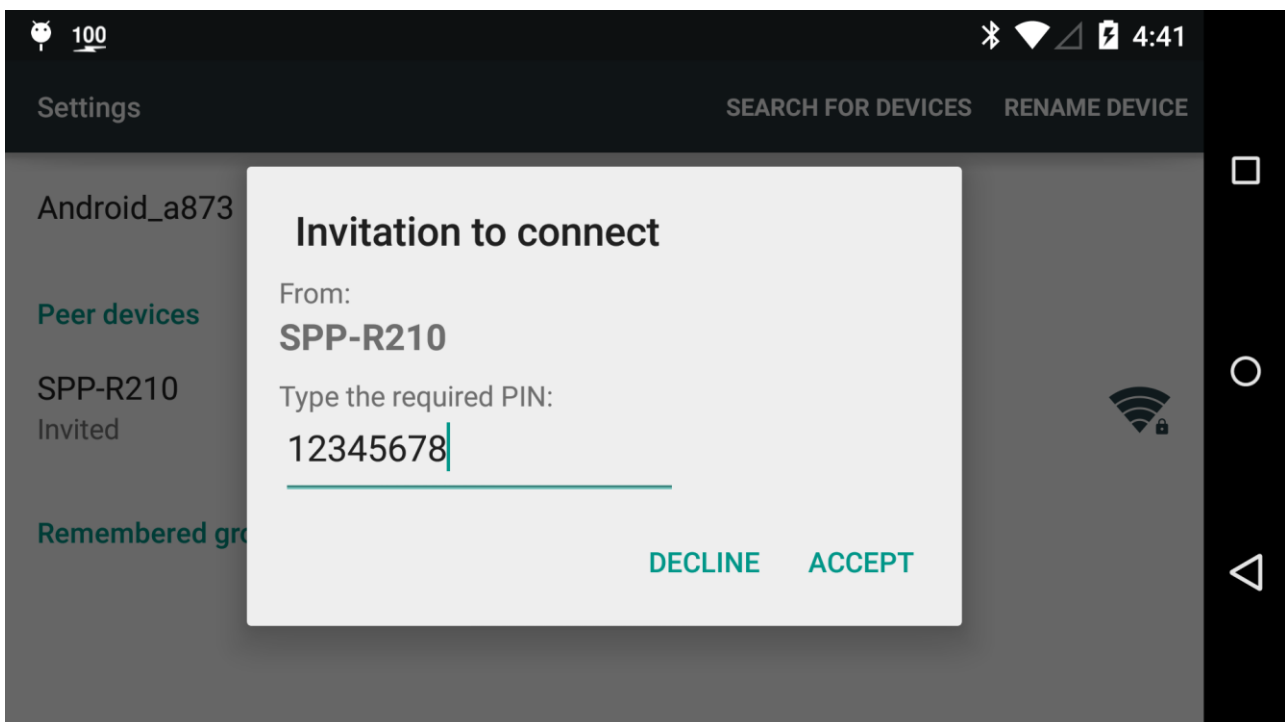 100
4:41
Settings
SEARCH FOR DEVICES
RENAME DEVICE
Android_a873
Invitation to connect
From:
SPP-R210
Peer devices
SPP-R210
Invited
Type the required PIN:
12345678
Remembered gro
DECLINE
ACCEPT